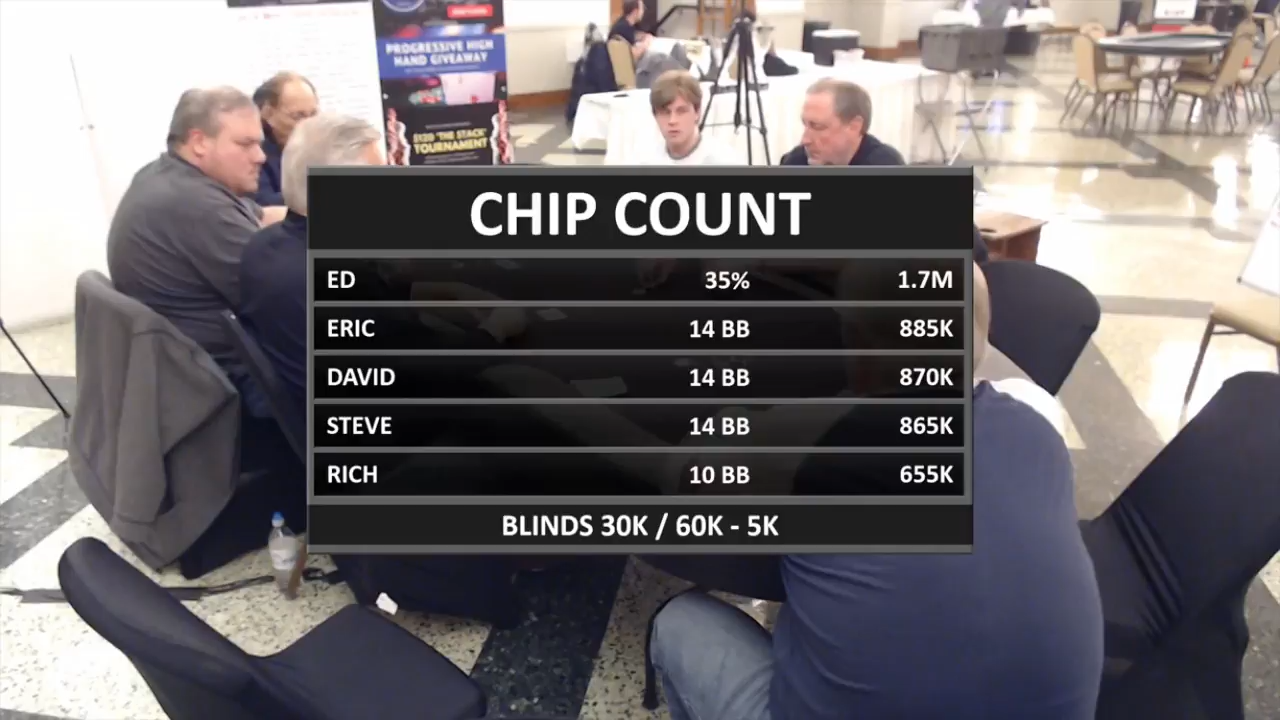 PROGRESSIVE HIGH
HAND GIVEAWAY
$120 "THE STACK"
TOURNAMENT
CHIP COUNT
ED 35% 1.7M
ERIC 14 BB 885K
DAVID 14 BB 870K
STEVE 14 BB 865K
RICH 10 BB 655K
BLINDS 30K / 60K - 5K